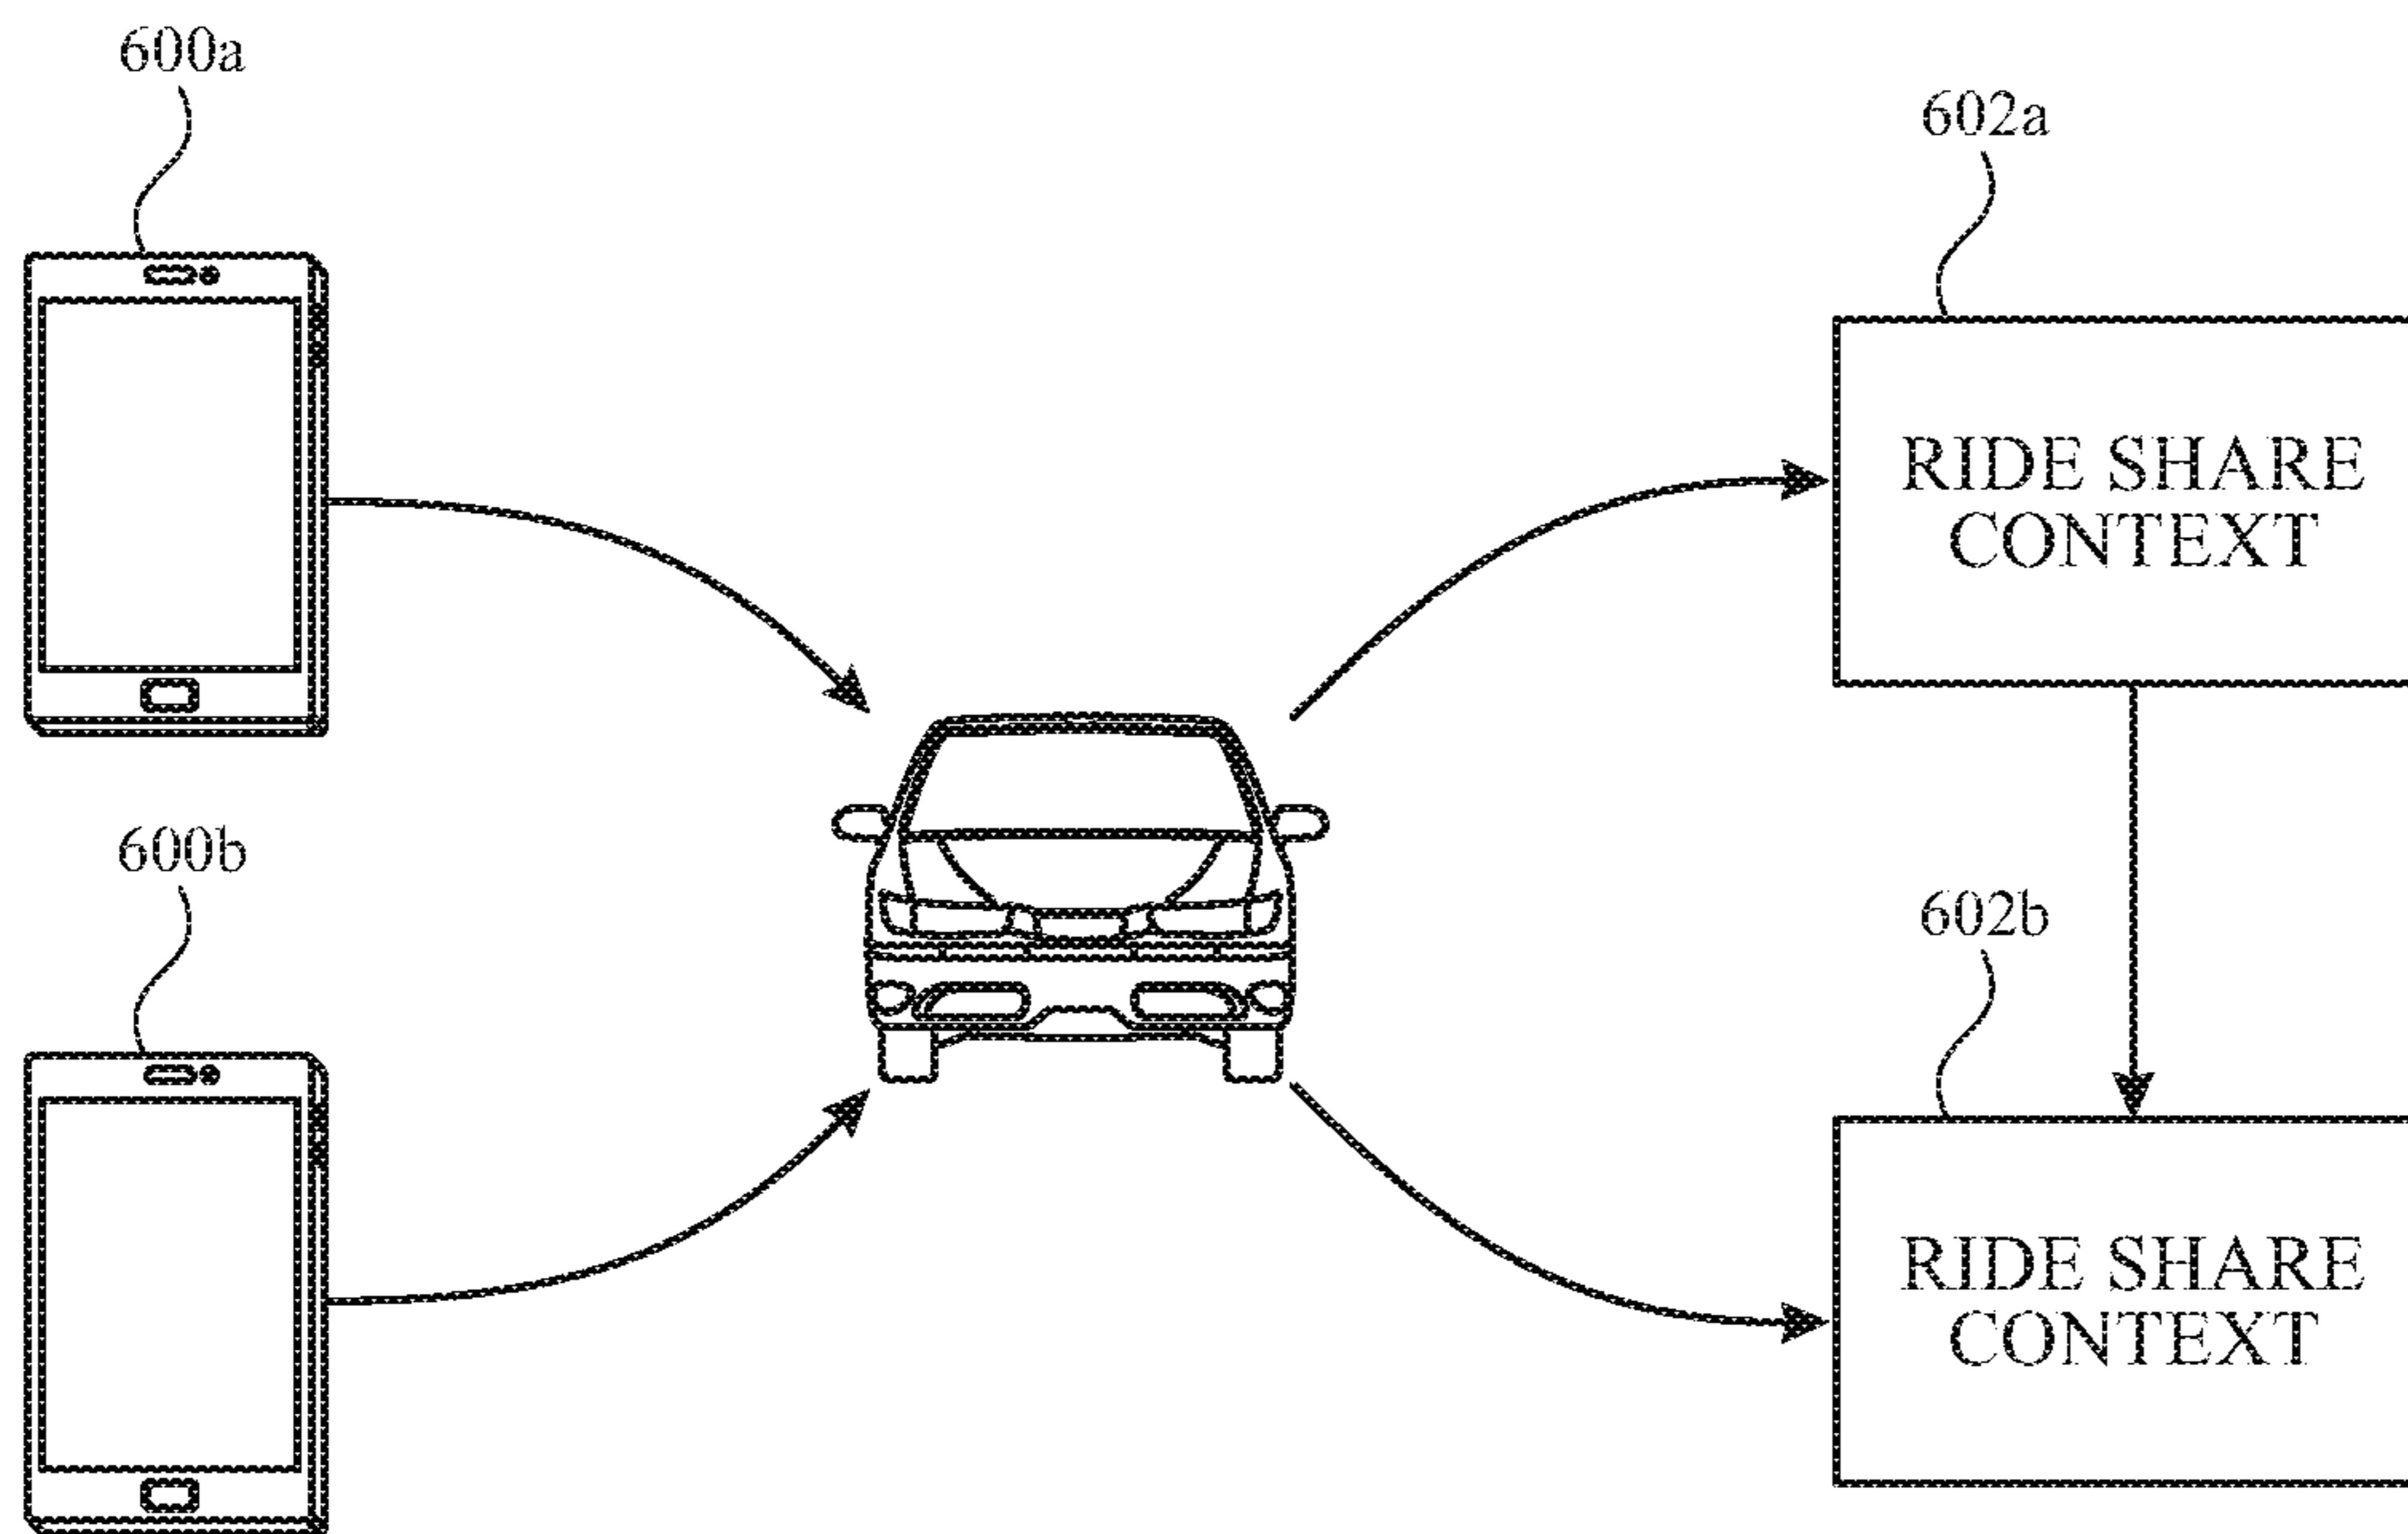 600a
602a
RIDE SHARE
CONTEXT
600b
602b
RIDE SHARE
CONTEXT